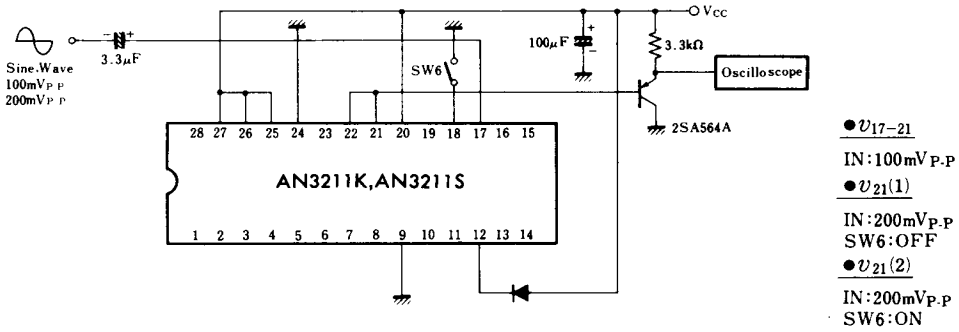 VCC
100μF
+
-
3.3kΩ
- +
3.3μF
Sine.Wave
100mVP-P
200mVP-P
SW6
Oscilloscope
2SA564A
28 27 26 25 24 23 22 21 20 19 18 17 16 15
AN3211K,AN3211S
1 2 3 4 5 6 7 8 9 10 11 12 13 14
●v17-21
IN:100mVP-P
●v21(1)
IN:200mVP-P
SW6:OFF
●v21(2)
IN:200mVP-P
SW6:ON